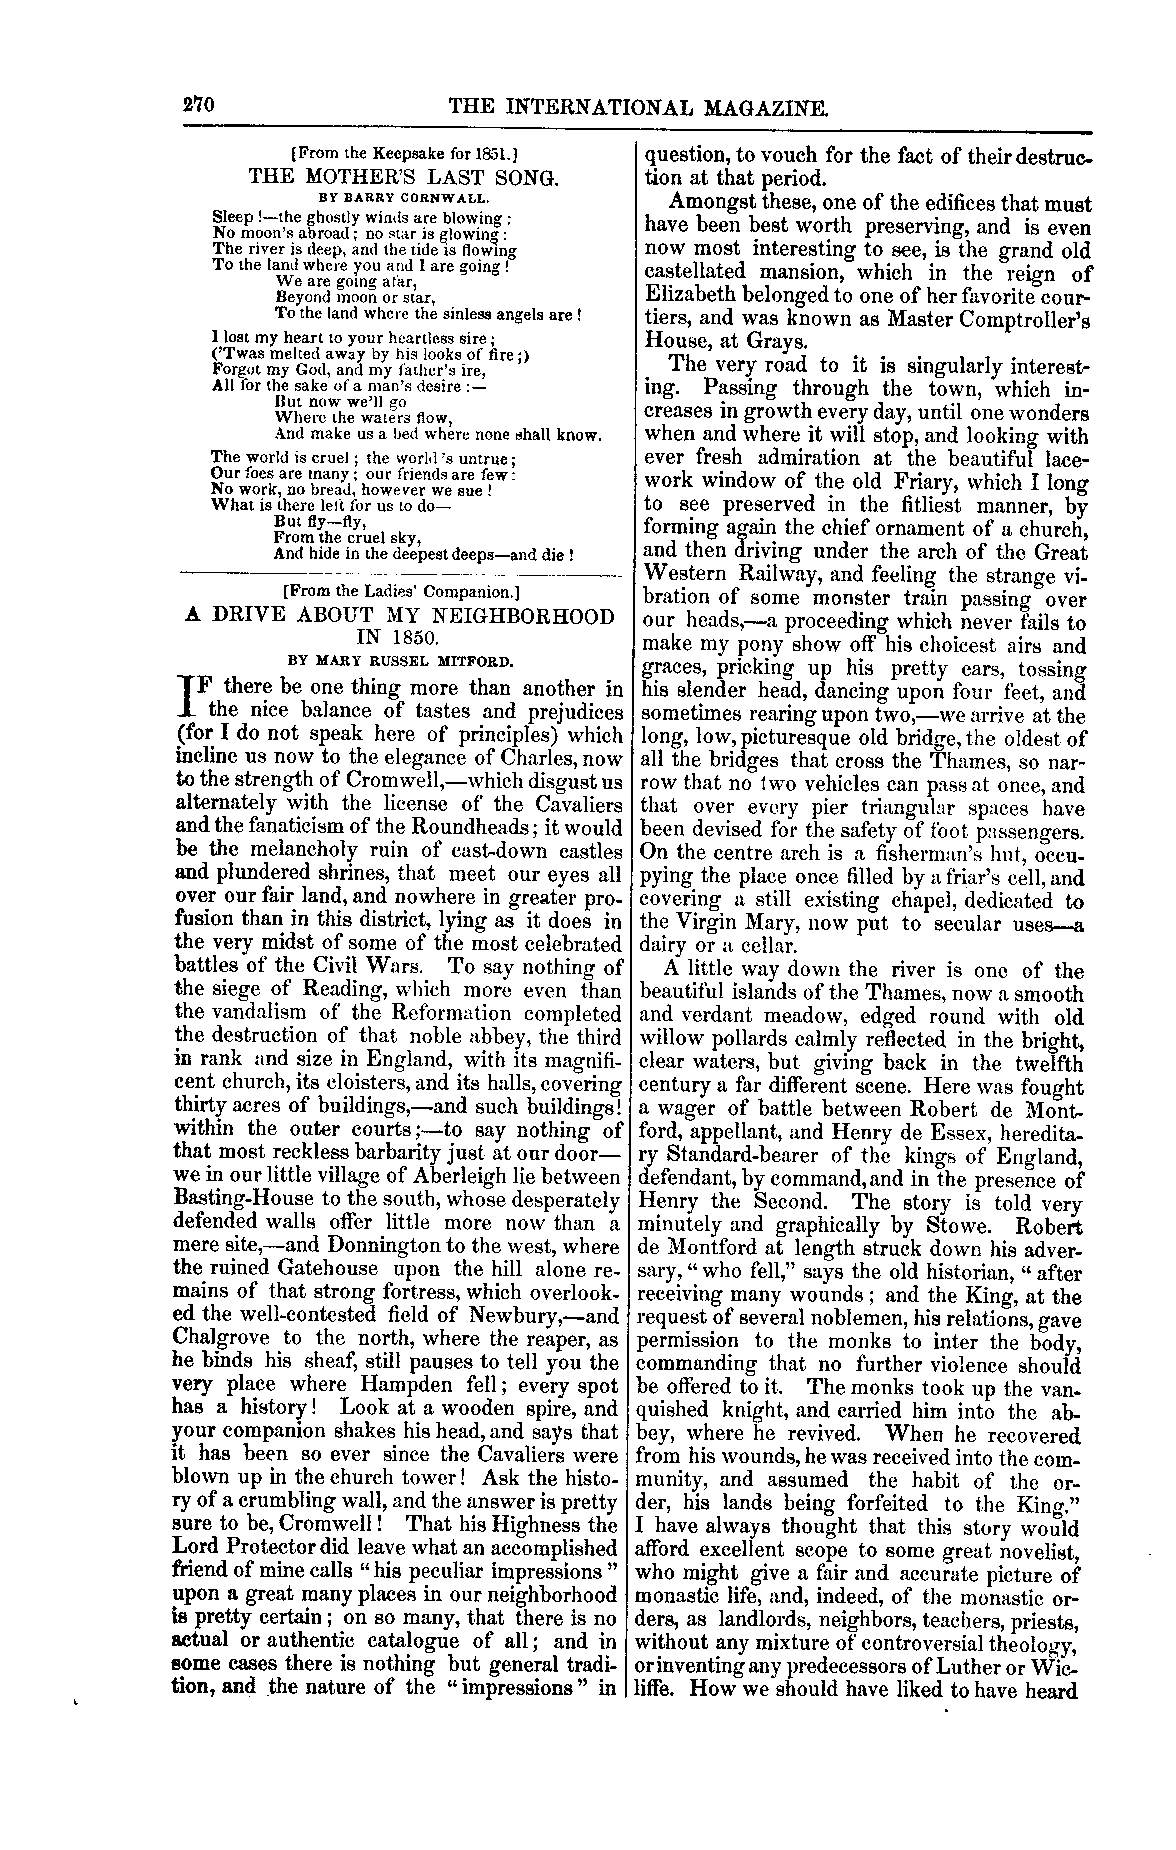 270
THE INTERNATIONAL MAGAZINE.
[From the Keepsake for 1851.]
THE MOTHER'S LAST SONG.
BY BARRY CORNWALL.
Sleep!—the ghostly winds are blowing:
No moon's abroad; no star is glowing:
The river is deep, and the tide is flowing
To the land where you and I are going!
We are going afar,
Beyond moon or star,
To the land where the sinless angels are!
I lost my heart to your heartless sire;
('Twas melted away by his looks of fire;)
Forgot my God, and my father's ire,
All for the sake of a man's desire:—
But now we'll go
Where the waters flow,
And make us a bed where none shall know.
The world is cruel; the world's untrue;
Our foes are many; our friends are few:
No work, no bread, however we sue!
What is there left for us to do—
But fly—fly,
From the cruel sky,
And hide in the deepest deeps—and die!
[From the Ladies' Companion.]
A DRIVE ABOUT MY NEIGHBORHOOD
IN 1850.
BY MARY RUSSEL MITFORD.
IF there be one thing more than another in
the nice balance of tastes and prejudices
(for I do not speak here of principles) which
incline us now to the elegance of Charles, now
to the strength of Cromwell,—which disgust us
alternately with the license of the Cavaliers
and the fanaticism of the Roundheads; it would
be the melancholy ruin of cast-down castles
and plundered shrines, that meet our eyes all
over our fair land, and nowhere in greater pro-
fusion than in this district, lying as it does in
the very midst of some of the most celebrated
battles of the Civil Wars. To say nothing of
the siege of Reading, which more even than
the vandalism of the Reformation completed
the destruction of that noble abbey, the third
in rank and size in England, with its magnifi-
cent church, its cloisters, and its halls, covering
thirty acres of buildings,—and such buildings!
within the outer courts;—to say nothing of
that most reckless barbarity just at our door—
we in our little village of Aberleigh lie between
Basting-House to the south, whose desperately
defended walls offer little more now than a
mere site,—and Donnington to the west, where
the ruined Gatehouse upon the hill alone re-
mains of that strong fortress, which overlook-
ed the well-contested field of Newbury,—and
Chalgrove to the north, where the reaper, as
he binds his sheaf, still pauses to tell you the
very place where Hampden fell; every spot
has a history! Look at a wooden spire, and
your companion shakes his head, and says that
it has been so ever since the Cavaliers were
blown up in the church tower! Ask the histo-
ry of a crumbling wall, and the answer is pretty
sure to be, Cromwell! That his Highness the
Lord Protector did leave what an accomplished
friend of mine calls "his peculiar impressions"
upon a great many places in our neighborhood
is pretty certain; on so many, that there is no
actual or authentic catalogue of all; and in
some cases there is nothing but general tradi-
tion, and the nature of the "impressions" in
question, to vouch for the fact of their destruc-
tion at that period.
Amongst these, one of the edifices that must
have been best worth preserving, and is even
now most interesting to see, is the grand old
castellated mansion, which in the reign of
Elizabeth belonged to one of her favorite cour-
tiers, and was known as Master Comptroller's
House, at Grays.
The very road to it is singularly interest-
ing. Passing through the town, which in-
creases in growth every day, until one wonders
when and where it will stop, and looking with
ever fresh admiration at the beautiful lace-
work window of the old Friary, which I long
to see preserved in the fitliest manner, by
forming again the chief ornament of a church,
and then driving under the arch of the Great
Western Railway, and feeling the strange vi-
bration of some monster train passing over
our heads,—a proceeding which never fails to
make my pony show off his choicest airs and
graces, pricking up his pretty ears, tossing
his slender head, dancing upon four feet, and
sometimes rearing upon two,—we arrive at the
long, low, picturesque old bridge, the oldest of
all the bridges that cross the Thames, so nar-
row that no two vehicles can pass at once, and
that over every pier triangular spaces have
been devised for the safety of foot passengers.
On the centre arch is a fisherman's hut, occu-
pying the place once filled by a friar's cell, and
covering a still existing chapel, dedicated to
the Virgin Mary, now put to secular uses—a
dairy or a cellar.
A little way down the river is one of the
beautiful islands of the Thames, now a smooth
and verdant meadow, edged round with old
willow pollards calmly reflected in the bright,
clear waters, but giving back in the twelfth
century a far different scene. Here was fought
a wager of battle between Robert de Mont-
ford, appellant, and Henry de Essex, heredita-
ry Standard-bearer of the kings of England,
defendant, by command, and in the presence of
Henry the Second. The story is told very
minutely and graphically by Stowe. Robert
de Montford at length struck down his adver-
sary, "who fell," says the old historian, "after
receiving many wounds; and the King, at the
request of several noblemen, his relations, gave
permission to the monks to inter the body,
commanding that no further violence should
be offered to it. The monks took up the van-
quished knight, and carried him into the ab-
bey, where he revived. When he recovered
from his wounds, he was received into the com-
munity, and assumed the habit of the or-
der, his lands being forfeited to the King."
I have always thought that this story would
afford excellent scope to some great novelist,
who might give a fair and accurate picture of
monastic life, and, indeed, of the monastic or-
ders, as landlords, neighbors, teachers, priests,
without any mixture of controversial theology,
or inventing any predecessors of Luther or Wic-
liffe. How we should have liked to have heard